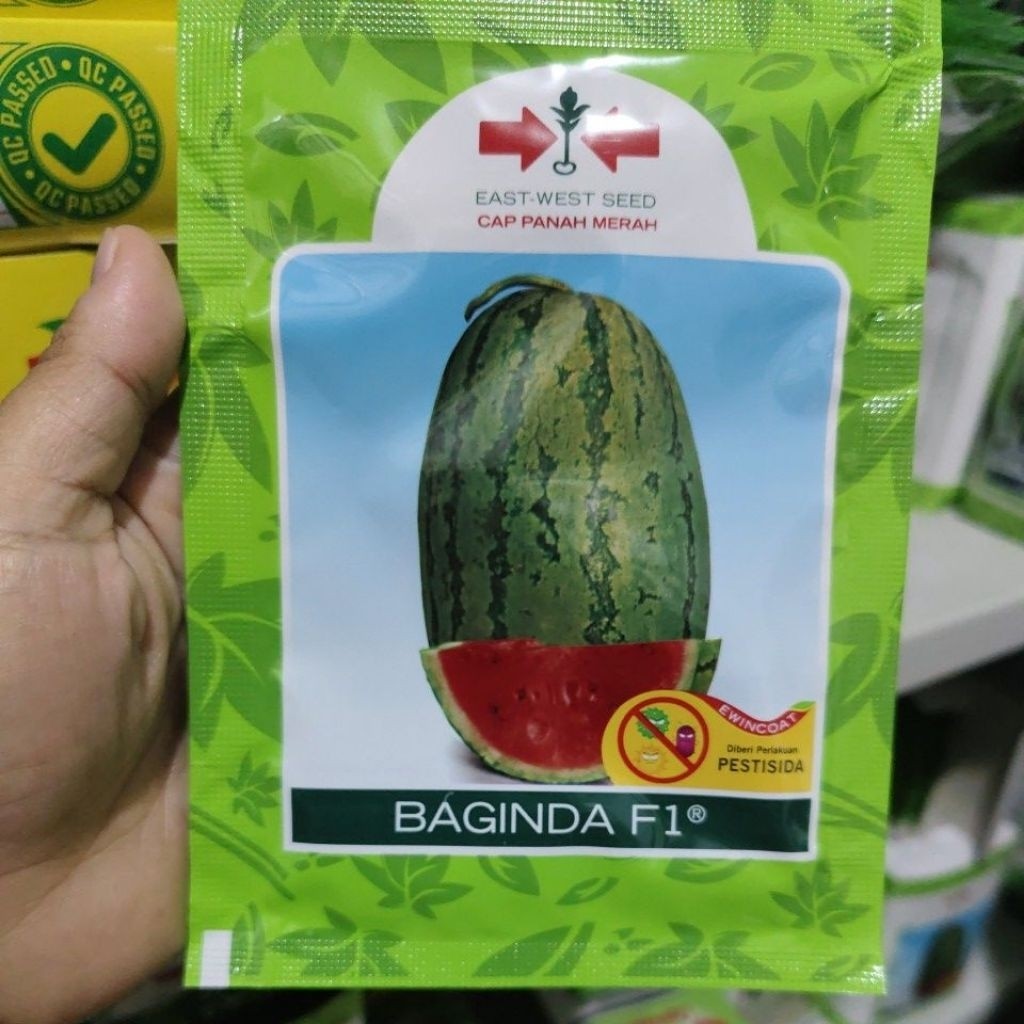 QC PASSED • QC PASSED • QC PASSED •
EAST-WEST SEED
CAP PANAH MERAH
EWINCOAT
Diberi Perlakuan
PESTISIDA
BAGINDA F1®